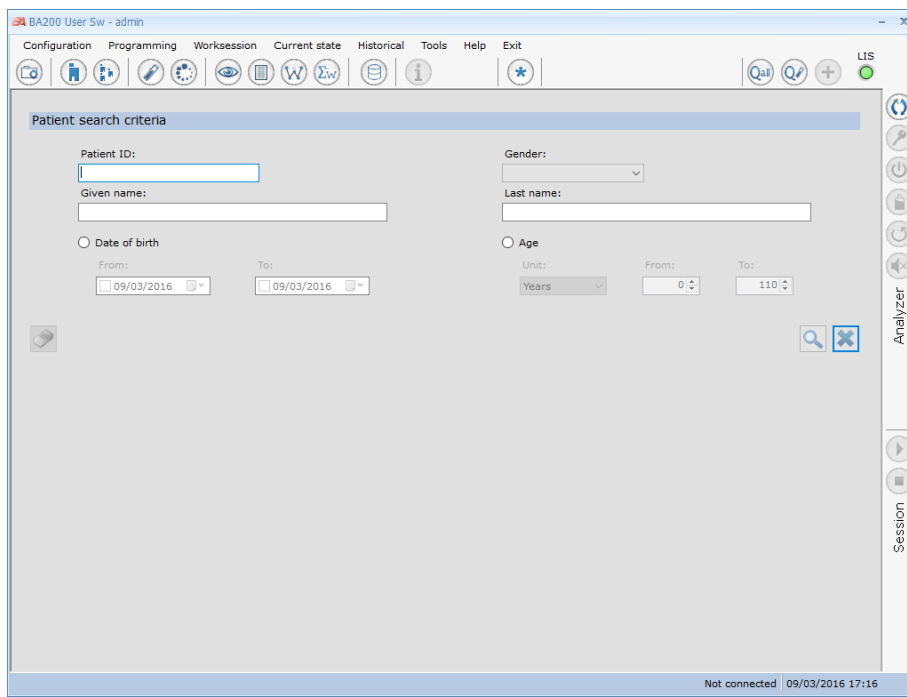 BA200 User Sw - admin
Configuration Programming Worksession Current state Historical Tools Help Exit
W Σw i * Qall Q + LIS
Patient search criteria
Patient ID: Gender:
Given name: Last name:
Date of birth Age
From: To: Unit: From: To:
09/03/2016 09/03/2016 Years 0 110
Analyzer
Session
Not connected 09/03/2016 17:16